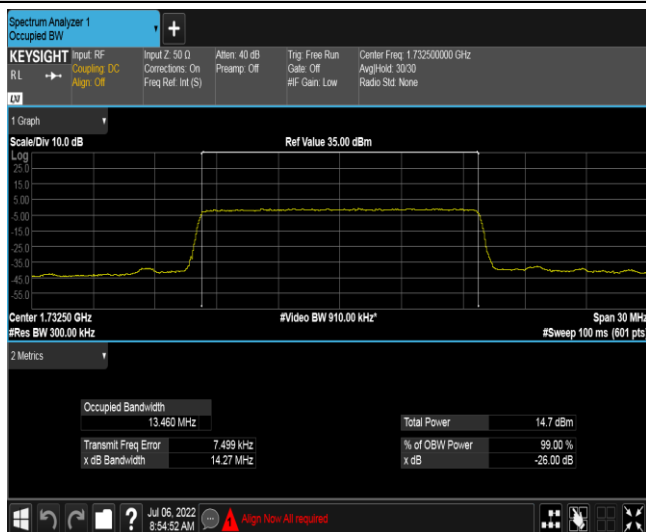 Spectrum Analyzer 1
Occupied BW
+
KEYSIGHT
RL
LXI
Input: RF
Coupling: DC
Align: Off
Input Z: 50 Ω
Corrections: On
Freq Ref: Int (S)
Atten: 40 dB
Preamp: Off
Trig: Free Run
Gate: Off
#IF Gain: Low
Center Freq: 1.732500000 GHz
Avg|Hold: 30/30
Radio Std: None
1 Graph
Scale/Div 10.0 dB
Ref Value 35.00 dBm
Log
25.0
15.0
5.00
-5.00
-15.0
-25.0
-35.0
-45.0
-55.0
Center 1.73250 GHz
#Video BW 910.00 kHz*
Span 30 MHz
#Res BW 300.00 kHz
#Sweep 100 ms (601 pts)
2 Metrics
Occupied Bandwidth
13.460 MHz
Total Power 14.7 dBm
Transmit Freq Error 7.499 kHz
% of OBW Power 99.00 %
x dB Bandwidth 14.27 MHz
x dB -26.00 dB
?
Jul 06, 2022
8:54:52 AM
Align Now All required